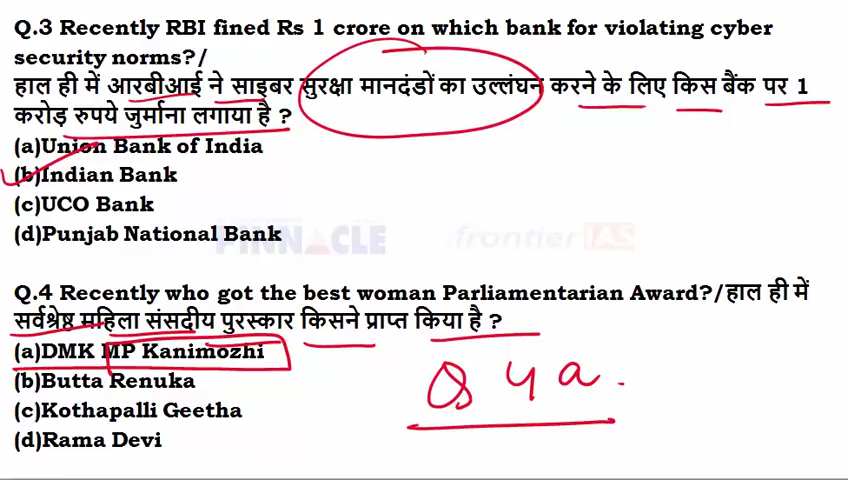 Q.3 Recently RBI fined Rs 1 crore on which bank for violating cyber
security norms?/
हाल ही में आरबीआई ने साइबर सुरक्षा मानदंडों का उल्लंघन करने के लिए किस बैंक पर 1
करोड़ रुपये जुर्माना लगाया है ?
(a)Union Bank of India
(b)Indian Bank
(c)UCO Bank
(d)Punjab National Bank
PINNACLE frontier IAS
Q.4 Recently who got the best woman Parliamentarian Award?/हाल ही में
सर्वश्रेष्ठ महिला संसदीय पुरस्कार किसने प्राप्त किया है ?
(a)DMK MP Kanimozhi
(b)Butta Renuka
(c)Kothapalli Geetha
(d)Rama Devi
4 a